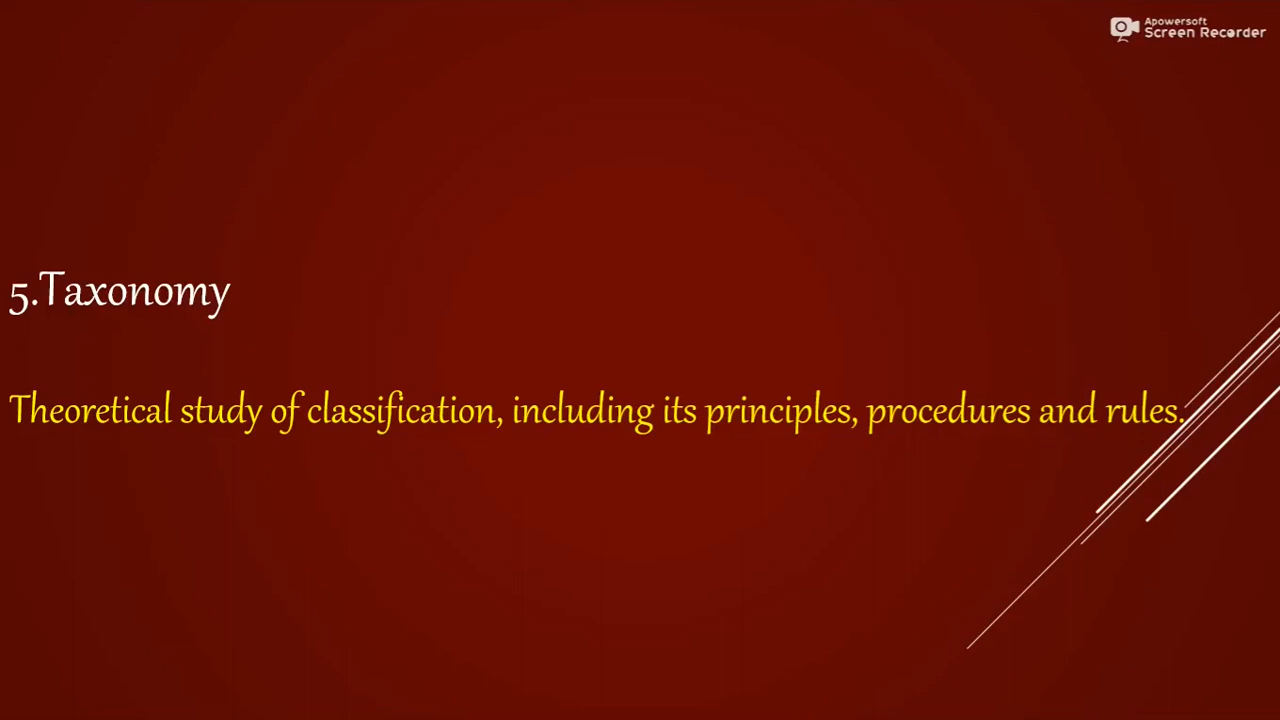 Apowersoft
Screen Recorder
5.Taxonomy
Theoretical study of classification, including its principles, procedures and rules.